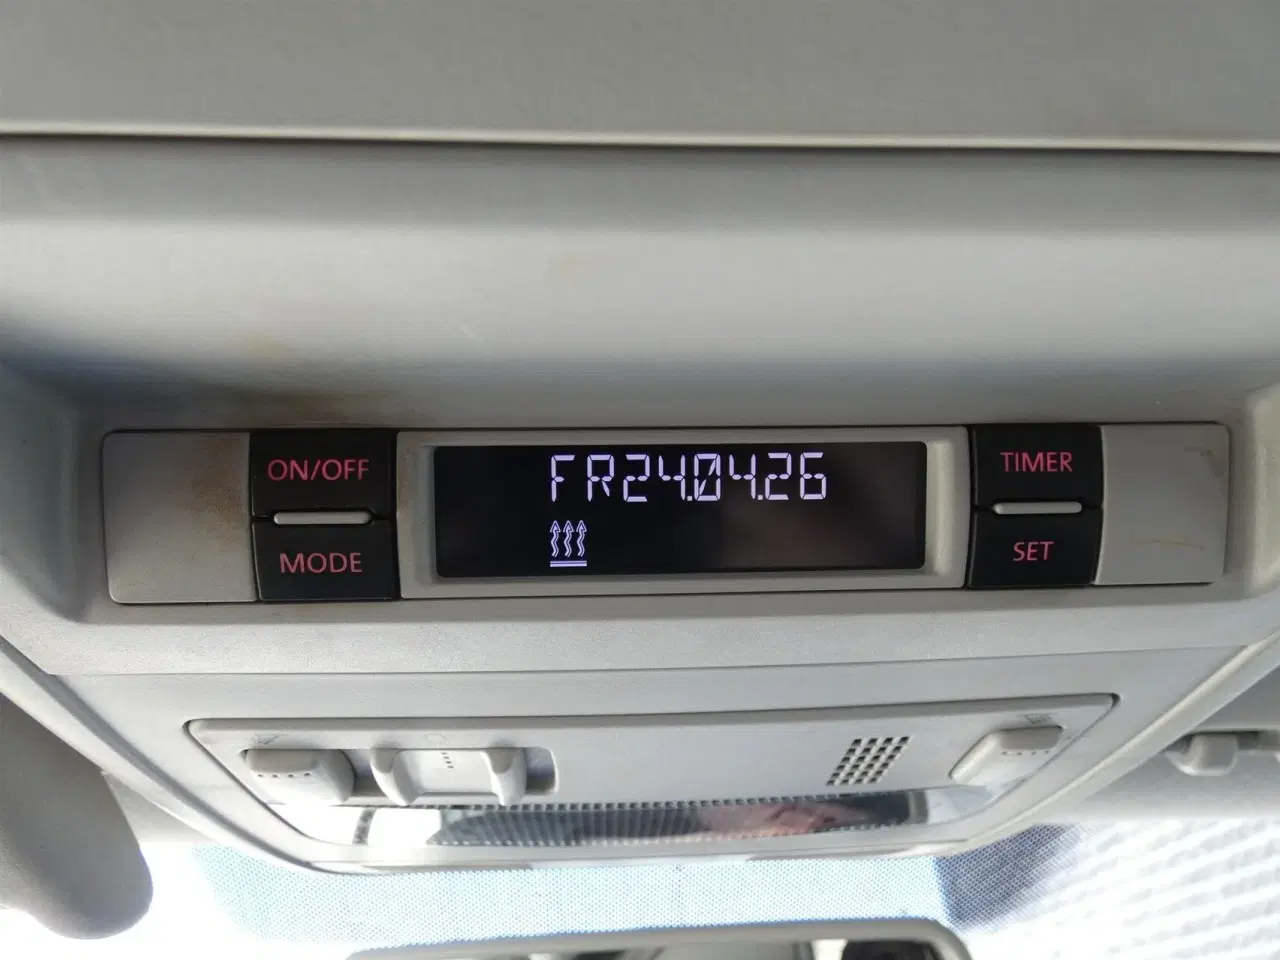 ON/OFF
MODE
FR24.04.26
TIMER
SET